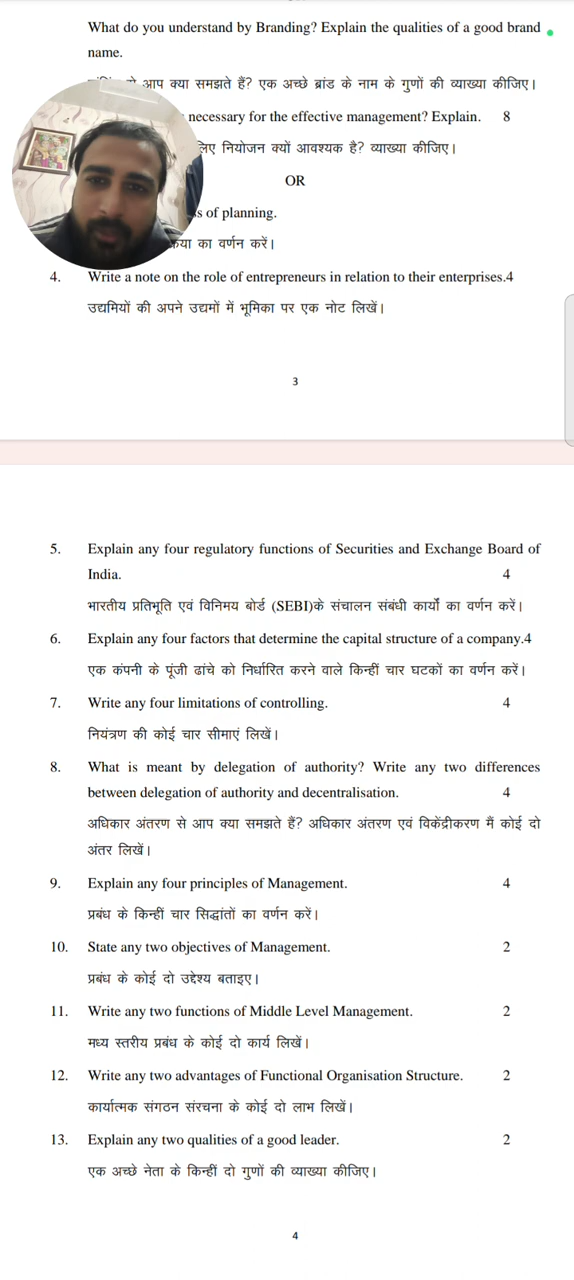 What do you understand by Branding? Explain the qualities of a good brand
name.
आप क्या समझते हैं? एक अच्छे ब्रांड के नाम के गुणों की व्याख्या कीजिए।
necessary for the effective management? Explain. 8
लिए नियोजन क्यों आवश्यक है? व्याख्या कीजिए।
OR
of planning.
का वर्णन करें।
4. Write a note on the role of entrepreneurs in relation to their enterprises.4
उद्यमियों की अपने उद्यमों में भूमिका पर एक नोट लिखें।
3
5. Explain any four regulatory functions of Securities and Exchange Board of
India. 4
भारतीय प्रतिभूति एवं विनिमय बोर्ड (SEBI)के संचालन संबंधी कार्यों का वर्णन करें।
6. Explain any four factors that determine the capital structure of a company.4
एक कंपनी के पूंजी ढांचे को निर्धारित करने वाले किन्हीं चार घटकों का वर्णन करें।
7. Write any four limitations of controlling. 4
नियंत्रण की कोई चार सीमाएं लिखें।
8. What is meant by delegation of authority? Write any two differences
between delegation of authority and decentralisation. 4
अधिकार अंतरण से आप क्या समझते हैं? अधिकार अंतरण एवं विकेंद्रीकरण मैं कोई दो
अंतर लिखें।
9. Explain any four principles of Management. 4
प्रबंध के किन्हीं चार सिद्धांतों का वर्णन करें।
10. State any two objectives of Management. 2
प्रबंध के कोई दो उद्देश्य बताइए।
11. Write any two functions of Middle Level Management. 2
मध्य स्तरीय प्रबंध के कोई दो कार्य लिखें।
12. Write any two advantages of Functional Organisation Structure. 2
कार्यात्मक संगठन संरचना के कोई दो लाभ लिखें।
13. Explain any two qualities of a good leader. 2
एक अच्छे नेता के किन्हीं दो गुणों की व्याख्या कीजिए।
4